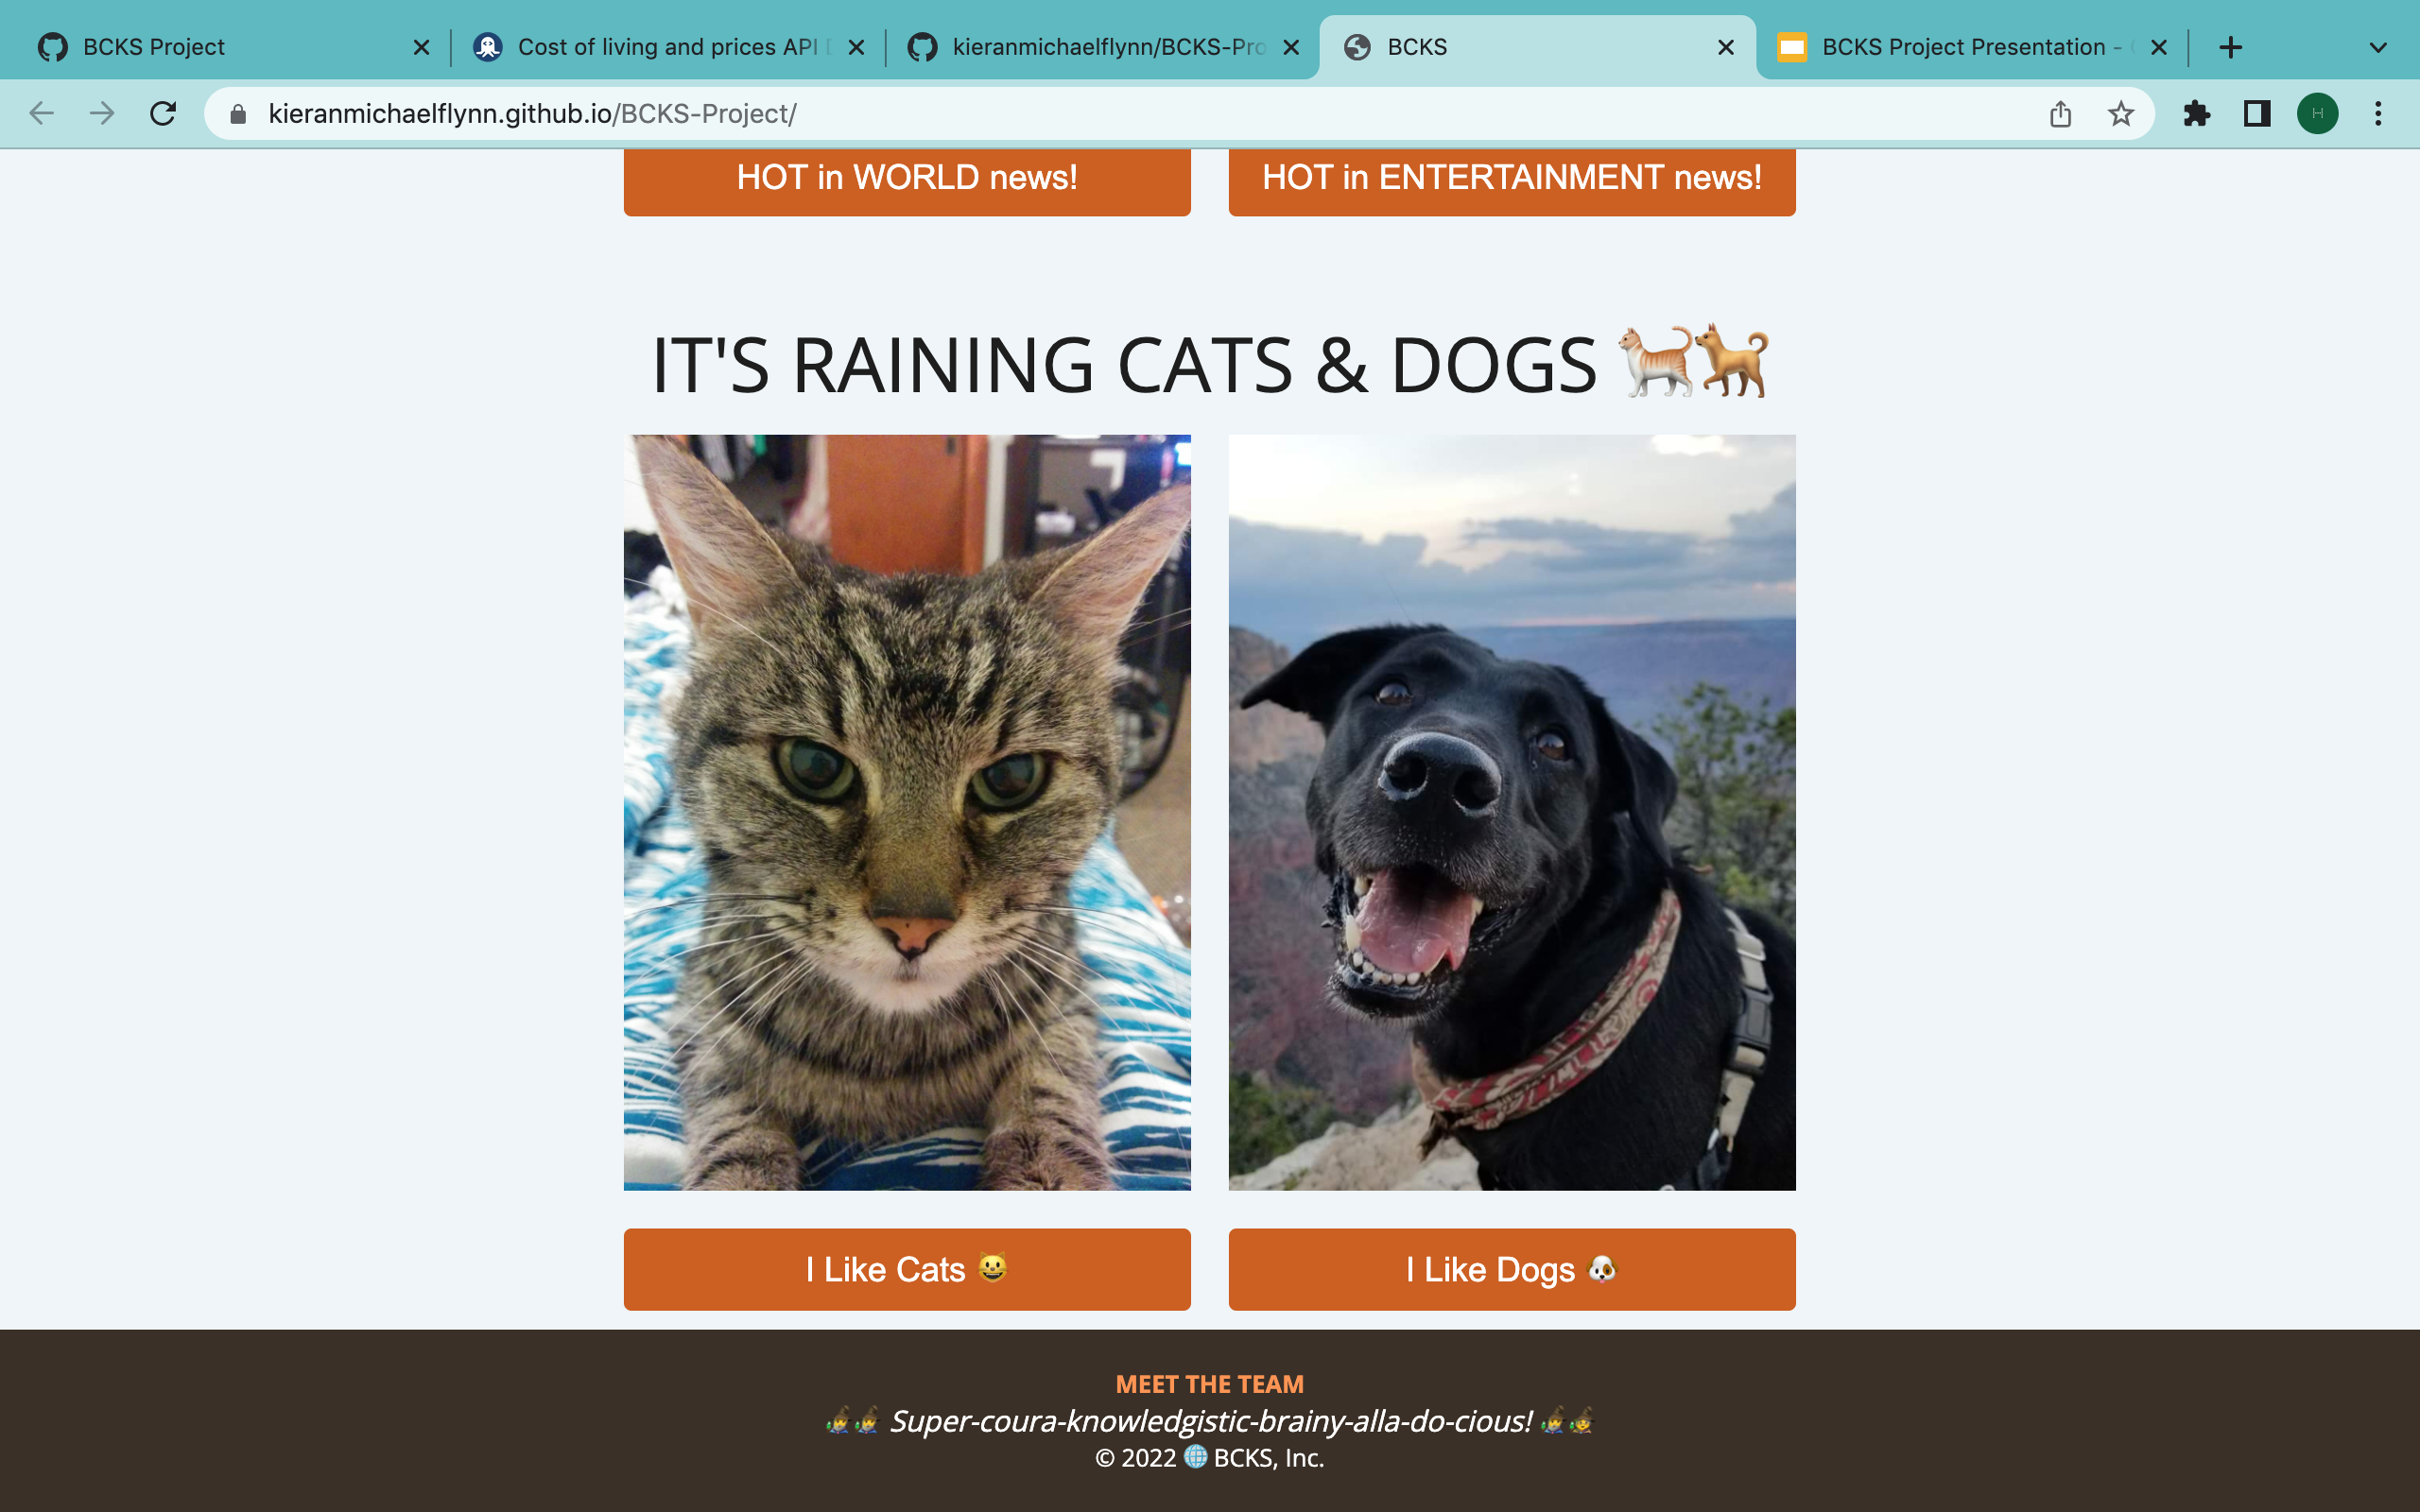 BCKS Project
Cost of living and prices API
kieranmichaelflynn/BCKS-Pro
BCKS
BCKS Project Presentation -
kieranmichaelflynn.github.io/BCKS-Project/
H
HOT in WORLD news!
HOT in ENTERTAINMENT news!
IT'S RAINING CATS & DOGS 🐈🐕
I Like Cats 😺
I Like Dogs 🐶
MEET THE TEAM
Super-coura-knowledgistic-brainy-alla-do-cious!
© 2022 🌐 BCKS, Inc.